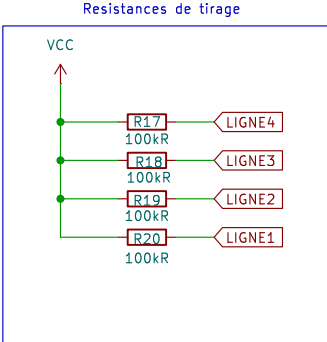 Resistances de tirage
VCC
R17
LIGNE4
100kR
R18
LIGNE3
100kR
R19
LIGNE2
100kR
R20
LIGNE1
100kR